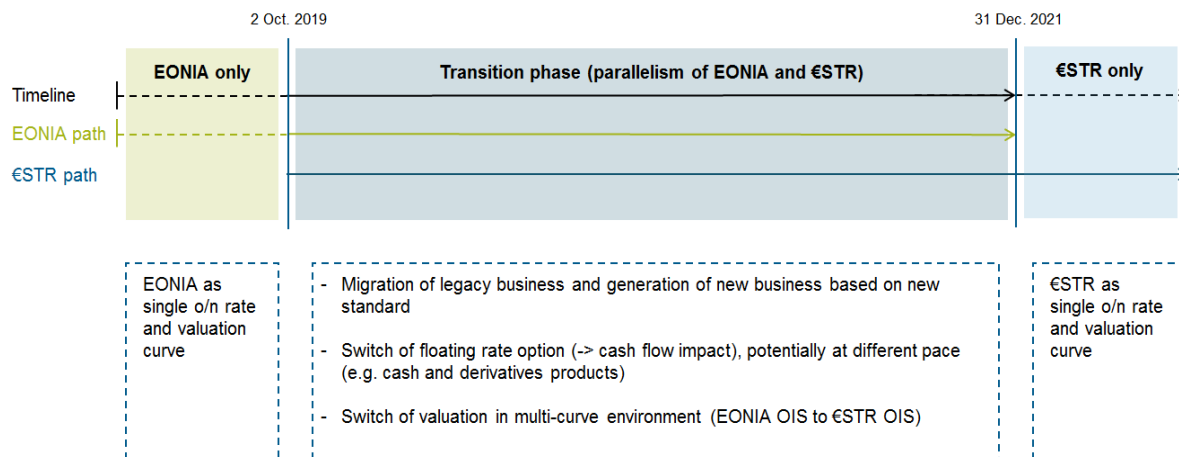 2 Oct. 2019
31 Dec. 2021
EONIA only
Transition phase (parallelism of EONIA and €STR)
€STR only
Timeline
EONIA path
€STR path
EONIA as
single o/n rate
and valuation
curve
- Migration of legacy business and generation of new business based on new
standard
- Switch of floating rate option (-> cash flow impact), potentially at different pace
(e.g. cash and derivatives products)
- Switch of valuation in multi-curve environment (EONIA OIS to €STR OIS)
€STR as
single o/n rate
and valuation
curve